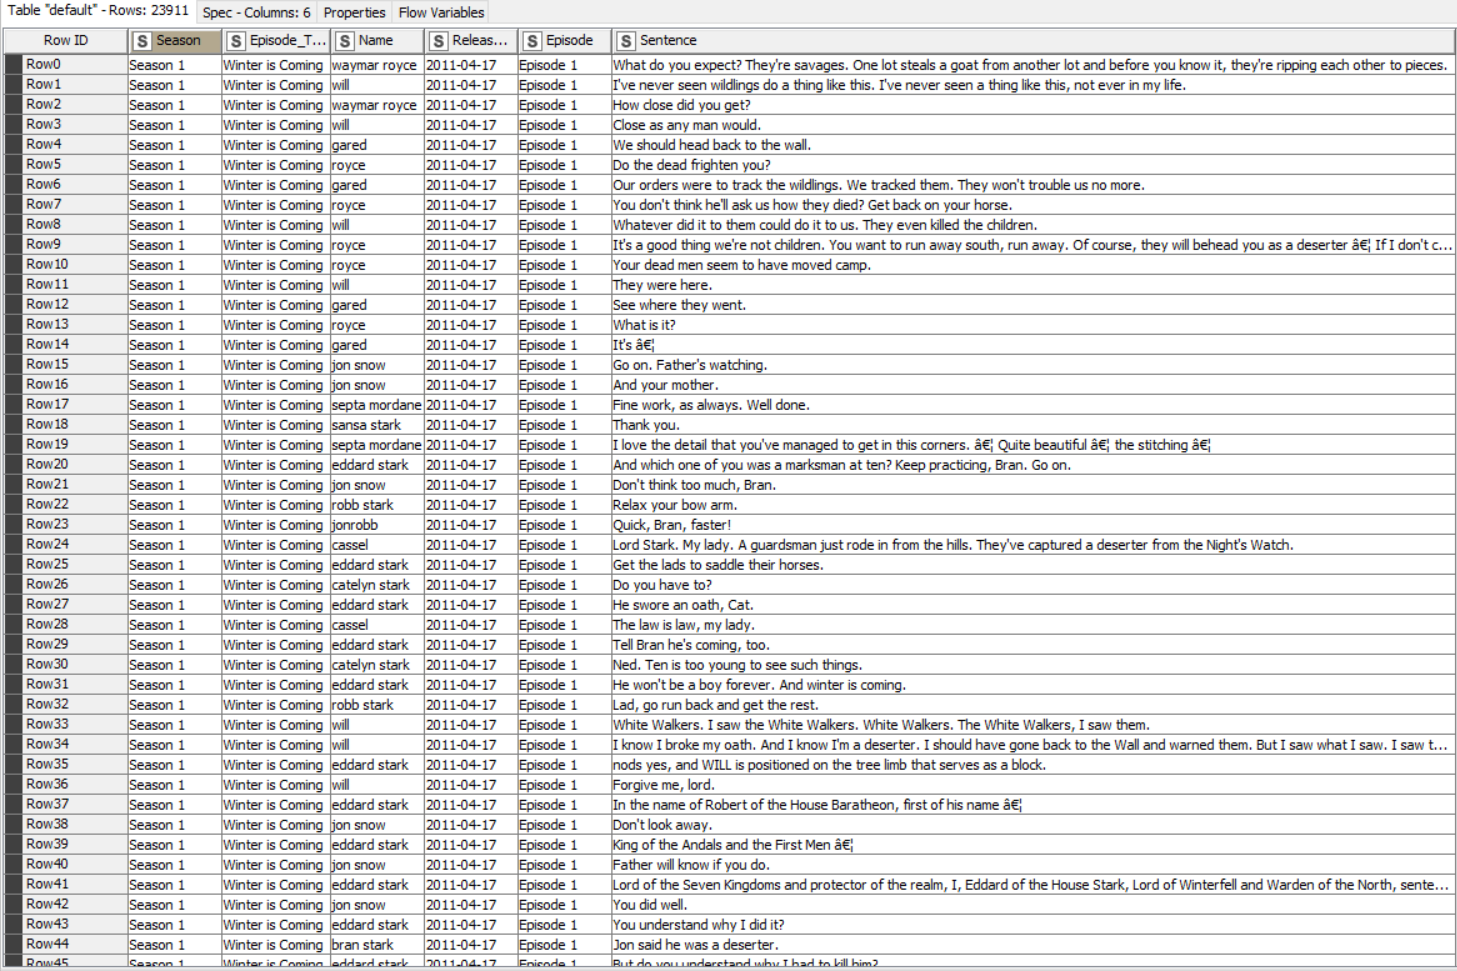 Table "default" - Rows: 23911 Spec - Columns: 6 Properties Flow Variables
Row ID S Season S Episode_T... S Name S Releas... S Episode S Sentence
Row0 Season 1 Winter is Coming waymar royce 2011-04-17 Episode 1 What do you expect? They're savages. One lot steals a goat from another lot and before you know it, they're ripping each other to pieces.
Row1 Season 1 Winter is Coming will 2011-04-17 Episode 1 I've never seen wildlings do a thing like this. I've never seen a thing like this, not ever in my life.
Row2 Season 1 Winter is Coming waymar royce 2011-04-17 Episode 1 How close did you get?
Row3 Season 1 Winter is Coming will 2011-04-17 Episode 1 Close as any man would.
Row4 Season 1 Winter is Coming gared 2011-04-17 Episode 1 We should head back to the wall.
Row5 Season 1 Winter is Coming royce 2011-04-17 Episode 1 Do the dead frighten you?
Row6 Season 1 Winter is Coming gared 2011-04-17 Episode 1 Our orders were to track the wildlings. We tracked them. They won't trouble us no more.
Row7 Season 1 Winter is Coming royce 2011-04-17 Episode 1 You don't think he'll ask us how they died? Get back on your horse.
Row8 Season 1 Winter is Coming will 2011-04-17 Episode 1 Whatever did it to them could do it to us. They even killed the children.
Row9 Season 1 Winter is Coming royce 2011-04-17 Episode 1 It's a good thing we're not children. You want to run away south, run away. Of course, they will behead you as a deserter â€¦ If I don't c...
Row10 Season 1 Winter is Coming royce 2011-04-17 Episode 1 Your dead men seem to have moved camp.
Row11 Season 1 Winter is Coming will 2011-04-17 Episode 1 They were here.
Row12 Season 1 Winter is Coming gared 2011-04-17 Episode 1 See where they went.
Row13 Season 1 Winter is Coming royce 2011-04-17 Episode 1 What is it?
Row14 Season 1 Winter is Coming gared 2011-04-17 Episode 1 It's â€¦
Row15 Season 1 Winter is Coming jon snow 2011-04-17 Episode 1 Go on. Father's watching.
Row16 Season 1 Winter is Coming jon snow 2011-04-17 Episode 1 And your mother.
Row17 Season 1 Winter is Coming septa mordane 2011-04-17 Episode 1 Fine work, as always. Well done.
Row18 Season 1 Winter is Coming sansa stark 2011-04-17 Episode 1 Thank you.
Row19 Season 1 Winter is Coming septa mordane 2011-04-17 Episode 1 I love the detail that you've managed to get in this corners. â€¦ Quite beautiful â€¦ the stitching â€¦
Row20 Season 1 Winter is Coming eddard stark 2011-04-17 Episode 1 And which one of you was a marksman at ten? Keep practicing, Bran. Go on.
Row21 Season 1 Winter is Coming jon snow 2011-04-17 Episode 1 Don't think too much, Bran.
Row22 Season 1 Winter is Coming robb stark 2011-04-17 Episode 1 Relax your bow arm.
Row23 Season 1 Winter is Coming jonrobb 2011-04-17 Episode 1 Quick, Bran, faster!
Row24 Season 1 Winter is Coming cassel 2011-04-17 Episode 1 Lord Stark. My lady. A guardsman just rode in from the hills. They've captured a deserter from the Night's Watch.
Row25 Season 1 Winter is Coming eddard stark 2011-04-17 Episode 1 Get the lads to saddle their horses.
Row26 Season 1 Winter is Coming catelyn stark 2011-04-17 Episode 1 Do you have to?
Row27 Season 1 Winter is Coming eddard stark 2011-04-17 Episode 1 He swore an oath, Cat.
Row28 Season 1 Winter is Coming cassel 2011-04-17 Episode 1 The law is law, my lady.
Row29 Season 1 Winter is Coming eddard stark 2011-04-17 Episode 1 Tell Bran he's coming, too.
Row30 Season 1 Winter is Coming catelyn stark 2011-04-17 Episode 1 Ned. Ten is too young to see such things.
Row31 Season 1 Winter is Coming eddard stark 2011-04-17 Episode 1 He won't be a boy forever. And winter is coming.
Row32 Season 1 Winter is Coming robb stark 2011-04-17 Episode 1 Lad, go run back and get the rest.
Row33 Season 1 Winter is Coming will 2011-04-17 Episode 1 White Walkers. I saw the White Walkers. White Walkers. The White Walkers, I saw them.
Row34 Season 1 Winter is Coming will 2011-04-17 Episode 1 I know I broke my oath. And I know I'm a deserter. I should have gone back to the Wall and warned them. But I saw what I saw. I saw t...
Row35 Season 1 Winter is Coming eddard stark 2011-04-17 Episode 1 nods yes, and WILL is positioned on the tree limb that serves as a block.
Row36 Season 1 Winter is Coming will 2011-04-17 Episode 1 Forgive me, lord.
Row37 Season 1 Winter is Coming eddard stark 2011-04-17 Episode 1 In the name of Robert of the House Baratheon, first of his name â€¦
Row38 Season 1 Winter is Coming jon snow 2011-04-17 Episode 1 Don't look away.
Row39 Season 1 Winter is Coming eddard stark 2011-04-17 Episode 1 King of the Andals and the First Men â€¦
Row40 Season 1 Winter is Coming jon snow 2011-04-17 Episode 1 Father will know if you do.
Row41 Season 1 Winter is Coming eddard stark 2011-04-17 Episode 1 Lord of the Seven Kingdoms and protector of the realm, I, Eddard of the House Stark, Lord of Winterfell and Warden of the North, sente...
Row42 Season 1 Winter is Coming jon snow 2011-04-17 Episode 1 You did well.
Row43 Season 1 Winter is Coming eddard stark 2011-04-17 Episode 1 You understand why I did it?
Row44 Season 1 Winter is Coming bran stark 2011-04-17 Episode 1 Jon said he was a deserter.
Row45 Season 1 Winter is Coming eddard stark 2011-04-17 Episode 1 But do you understand why I had to kill him?